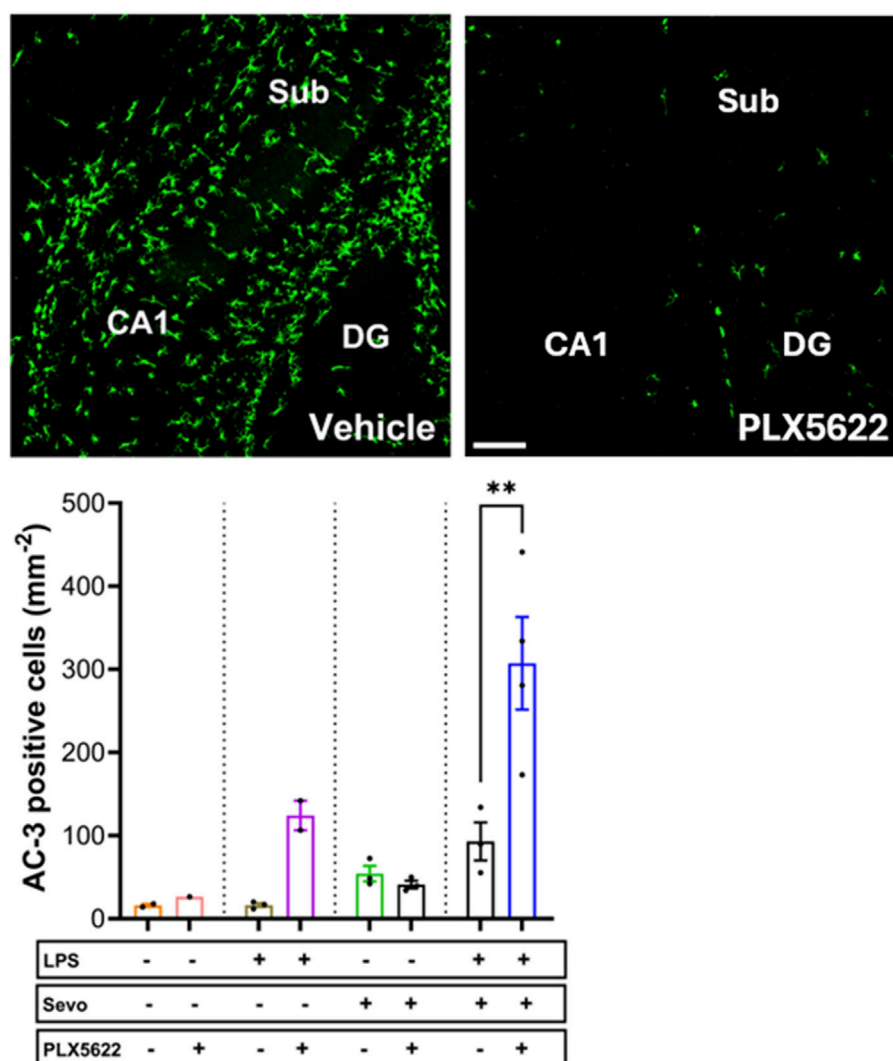 Sub
CA1
DG
Vehicle
Sub
CA1
DG
PLX5622
AC-3 positive cells (mm⁻²)
500
400
300
200
100
0
**
LPS - - + + - - + +
Sevo - - - - + + + +
PLX5622 - + - + - + - +